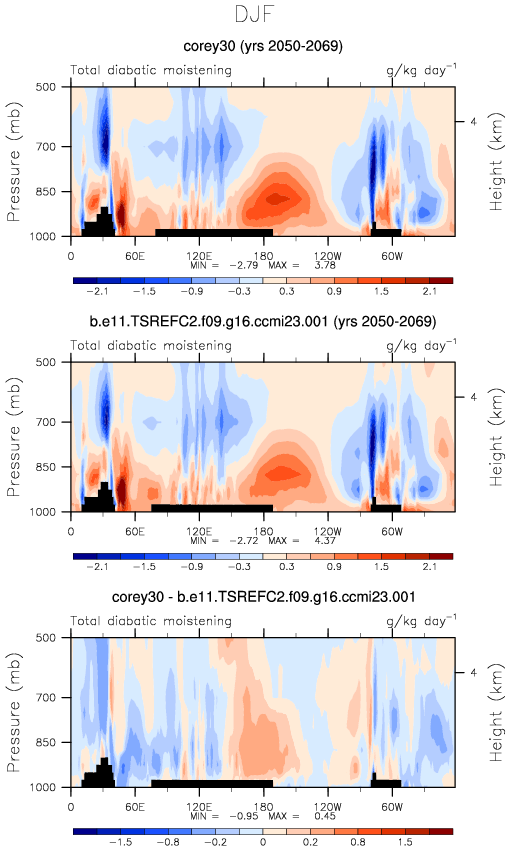 DJF
corey30 (yrs 2050-2069)
Total diabatic moistening g/kg day⁻¹
500
700
850
1000
Pressure (mb)
4
Height (km)
0 60E 120E 180 120W 60W
MIN = -2.79 MAX = 3.78
-2.1 -1.5 -0.9 -0.3 0.3 0.9 1.5 2.1
b.e11.TSREFC2.f09.g16.ccmi23.001 (yrs 2050-2069)
Total diabatic moistening g/kg day⁻¹
500
700
850
1000
Pressure (mb)
4
Height (km)
0 60E 120E 180 120W 60W
MIN = -2.72 MAX = 4.37
-2.1 -1.5 -0.9 -0.3 0.3 0.9 1.5 2.1
corey30 - b.e11.TSREFC2.f09.g16.ccmi23.001
Total diabatic moistening g/kg day⁻¹
500
700
850
1000
Pressure (mb)
4
Height (km)
0 60E 120E 180 120W 60W
MIN = -0.95 MAX = 0.45
-1.5 -0.8 -0.2 0 0.2 0.8 1.5